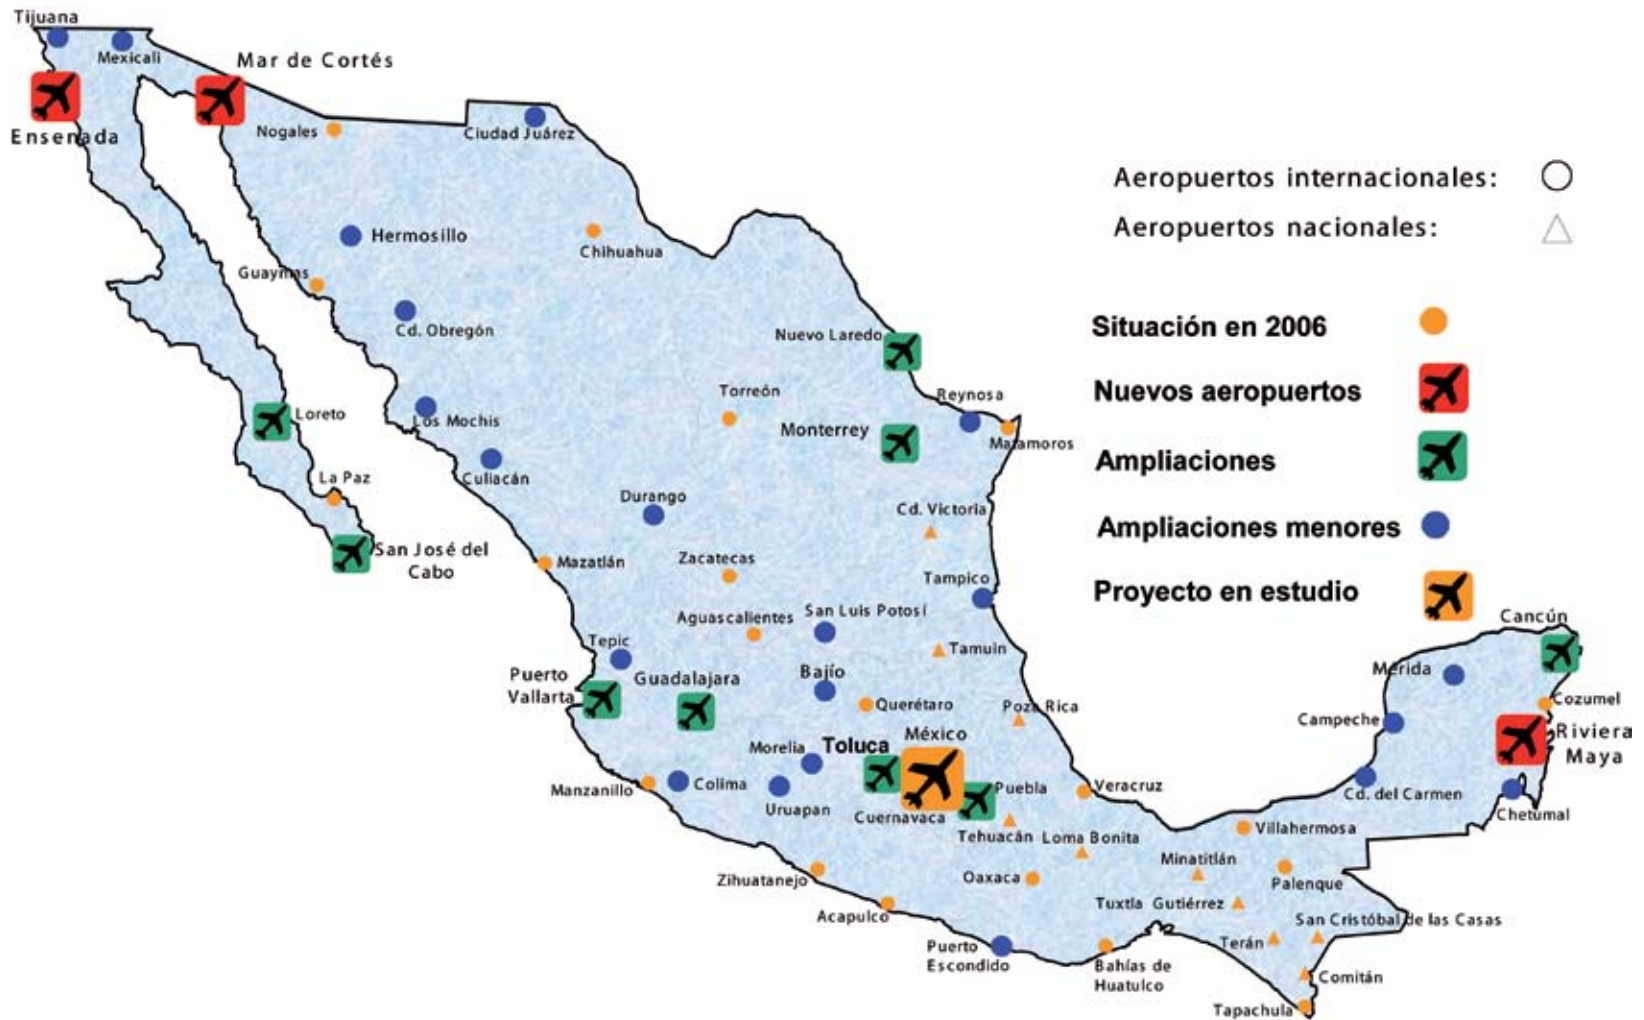 Tijuana
Mexicali
Mar de Cortés
Ensenada
Nogales
Ciudad Juárez
Aeropuertos internacionales:
Aeropuertos nacionales:
Hermosillo
Chihuahua
Guaymas
Cd. Obregón
Nuevo Laredo
Situación en 2006
Nuevos aeropuertos
Torreón
Reynosa
Loreto
Los Mochis
Monterrey
Matamoros
Ampliaciones
La Paz
Culiacán
Durango
Cd. Victoria
Ampliaciones menores
San José del
Cabo
Mazatlán
Zacatecas
Tampico
Proyecto en estudio
Aguascalientes
San Luis Potosí
Cancún
Tepic
Tamuin
Puerto
Vallarta
Guadalajara
Bajío
Mérida
Querétaro
Poza Rica
Cozumel
Campeche
Riviera
Maya
Morelia
Toluca
México
Manzanillo
Colima
Uruapan
Cuernavaca
Puebla
Veracruz
Cd. del Carmen
Chetumal
Tehuacán
Loma Bonita
Villahermosa
Minatitlán
Zihuatanejo
Oaxaca
Palenque
Acapulco
Tuxtla Gutiérrez
San Cristóbal de las Casas
Puerto
Escondido
Terán
Bahías de
Huatulco
Comitán
Tapachula